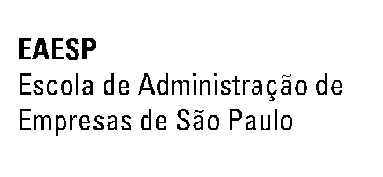 EAESP
Escola de Administração de
Empresas de São Paulo